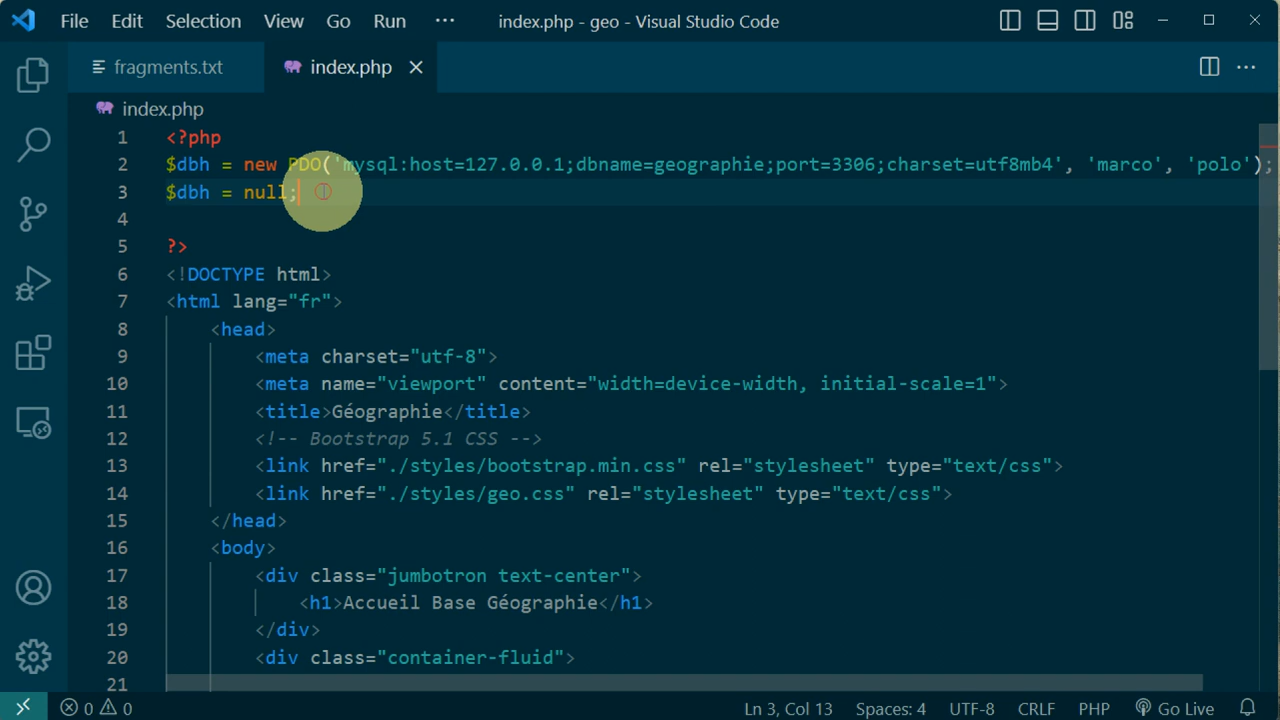 File Edit Selection View Go Run ··· index.php - geo - Visual Studio Code
fragments.txt index.php
index.php
1 <?php
2 $dbh = new PDO('mysql:host=127.0.0.1;dbname=geographie;port=3306;charset=utf8mb4', 'marco', 'polo');
3 $dbh = null;
4
5 ?>
6 <!DOCTYPE html>
7 <html lang="fr">
8 <head>
9 <meta charset="utf-8">
10 <meta name="viewport" content="width=device-width, initial-scale=1">
11 <title>Géographie</title>
12 <!-- Bootstrap 5.1 CSS -->
13 <link href="./styles/bootstrap.min.css" rel="stylesheet" type="text/css">
14 <link href="./styles/geo.css" rel="stylesheet" type="text/css">
15 </head>
16 <body>
17 <div class="jumbotron text-center">
18 <h1>Accueil Base Géographie</h1>
19 </div>
20 <div class="container-fluid">
21
0 0 Ln 3, Col 13 Spaces: 4 UTF-8 CRLF PHP Go Live